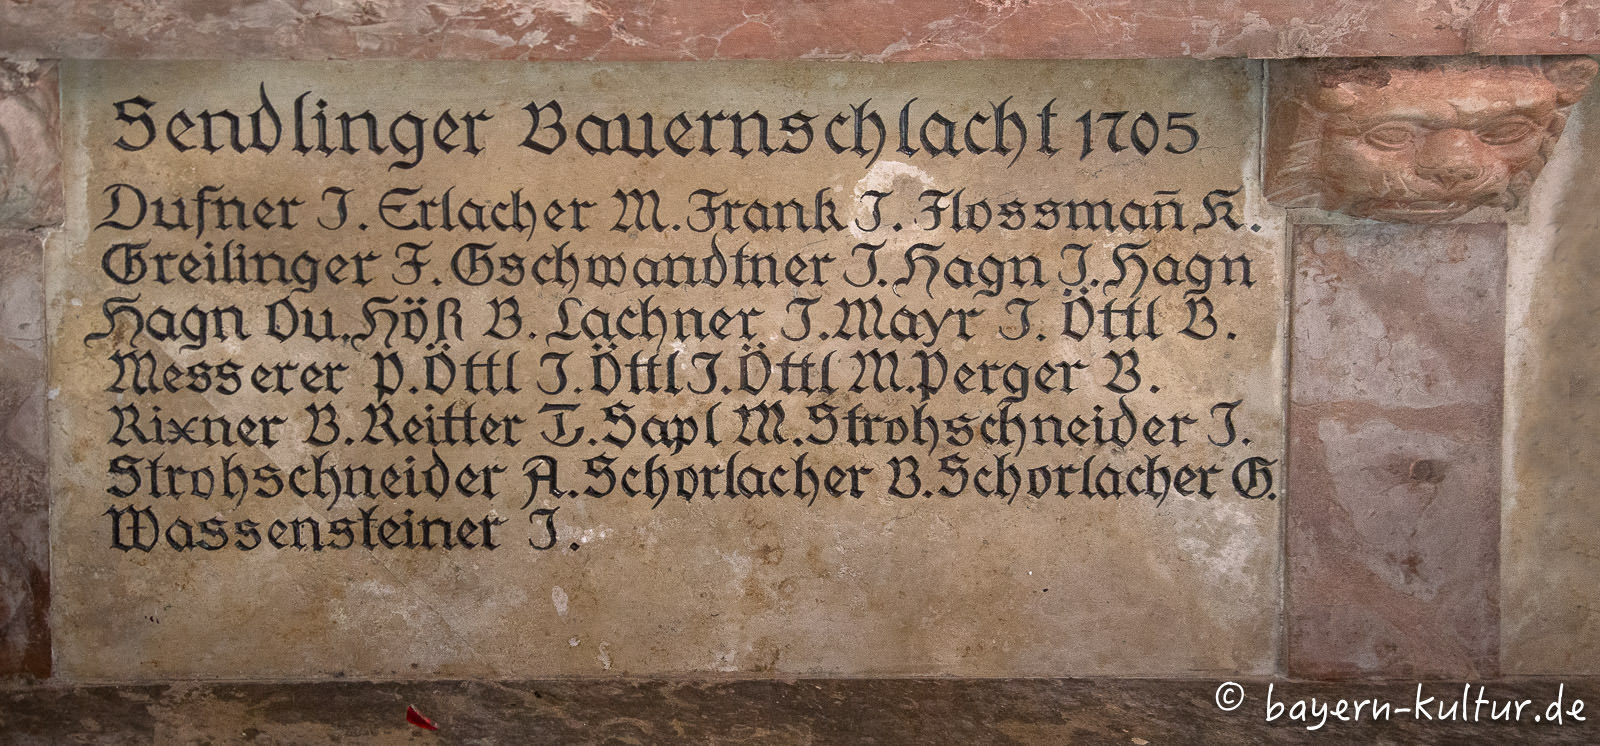 Sendlinger Bauernschlacht 1705
Dufner J. Erlacher M. Frank J. Flossmañ K.
Greilinger F. Gschwandtner J. Hagn J. Hagn
Hagn Qu. Höß B. Lachner J. Mayr J. Öttl B.
Messerer P. Öttl J. Öttl J. Öttl M. Perger B.
Rixner B. Reitter T. Sapl M. Strohschneider J.
Strohschneider A. Schorlacher B. Schorlacher G.
Wassensteiner J.
© bayern-kultur.de